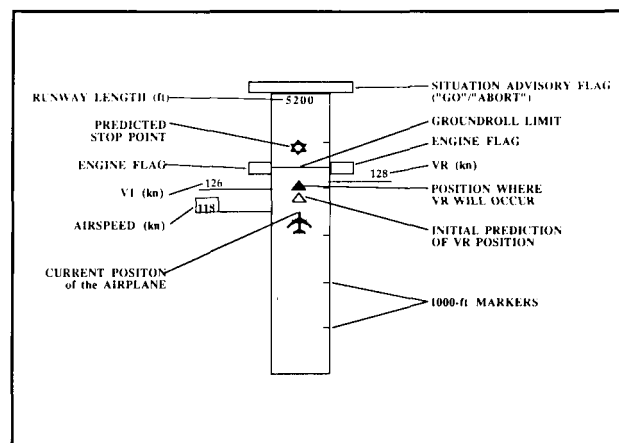 RUNWAY LENGTH (ft)
5200
SITUATION ADVISORY FLAG
("GO"/"ABORT")
PREDICTED
STOP POINT
GROUNDROLL LIMIT
ENGINE FLAG
ENGINE FLAG
VR (kn)
128
V1 (kn)
126
POSITION WHERE
VR WILL OCCUR
AIRSPEED (kn)
118
INITIAL PREDICTION
OF VR POSITION
CURRENT POSITON
of the AIRPLANE
1000-ft MARKERS